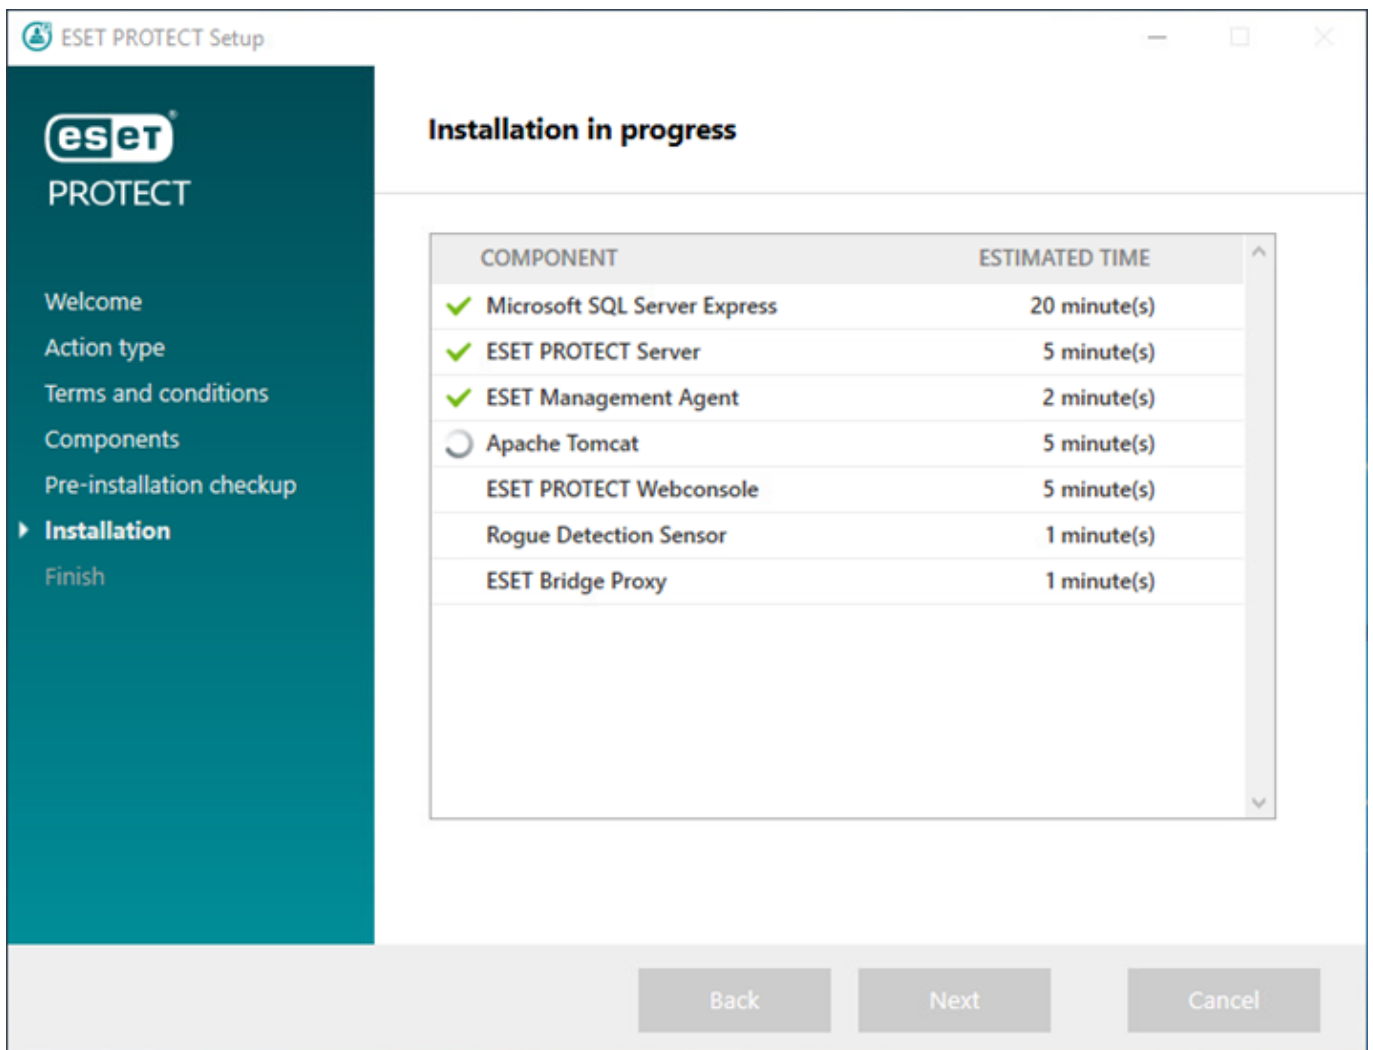 ESET PROTECT Setup
eset®
PROTECT
Welcome
Action type
Terms and conditions
Components
Pre-installation checkup
Installation
Finish
Installation in progress
COMPONENT ESTIMATED TIME
Microsoft SQL Server Express 20 minute(s)
ESET PROTECT Server 5 minute(s)
ESET Management Agent 2 minute(s)
Apache Tomcat 5 minute(s)
ESET PROTECT Webconsole 5 minute(s)
Rogue Detection Sensor 1 minute(s)
ESET Bridge Proxy 1 minute(s)
Back Next Cancel